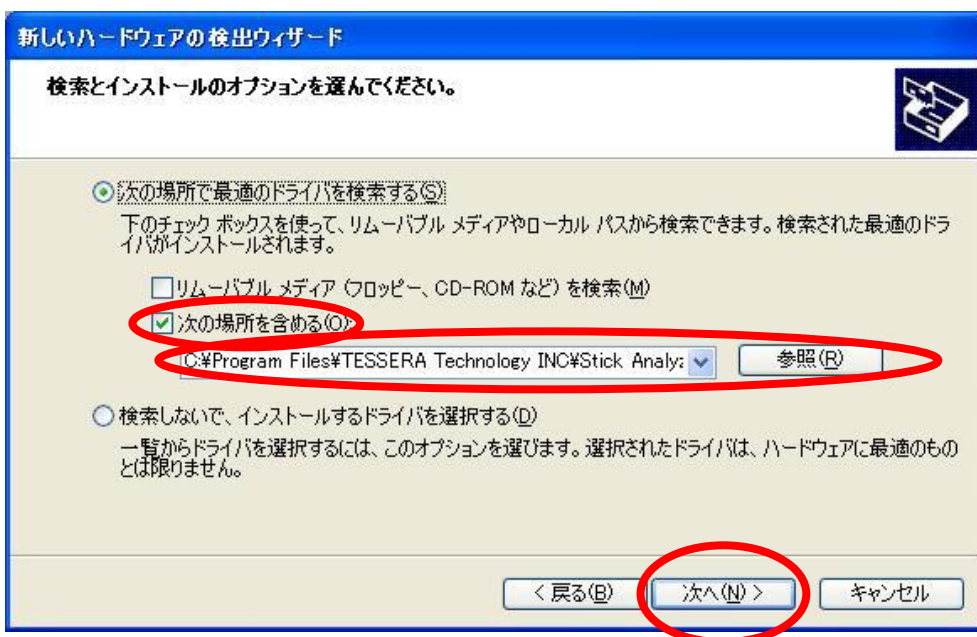 新しいハードウェアの検出ウィザード
検索とインストールのオプションを選んでください。
次の場所で最適のドライバを検索する(S)
下のチェック ボックスを使って、リムーバブル メディアやローカル パスから検索できます。検索された最適のドラ
イバがインストールされます。
リムーバブル メディア (フロッピー、CD-ROM など) を検索(M)
次の場所を含める(O):
C:¥Program Files¥TESSERA Technology INC¥Stick Analyz
参照(R)
検索しないで、インストールするドライバを選択する(D)
一覧からドライバを選択するには、このオプションを選びます。選択されたドライバは、ハードウェアに最適のもの
とは限りません。
< 戻る(B) 次へ(N) > キャンセル